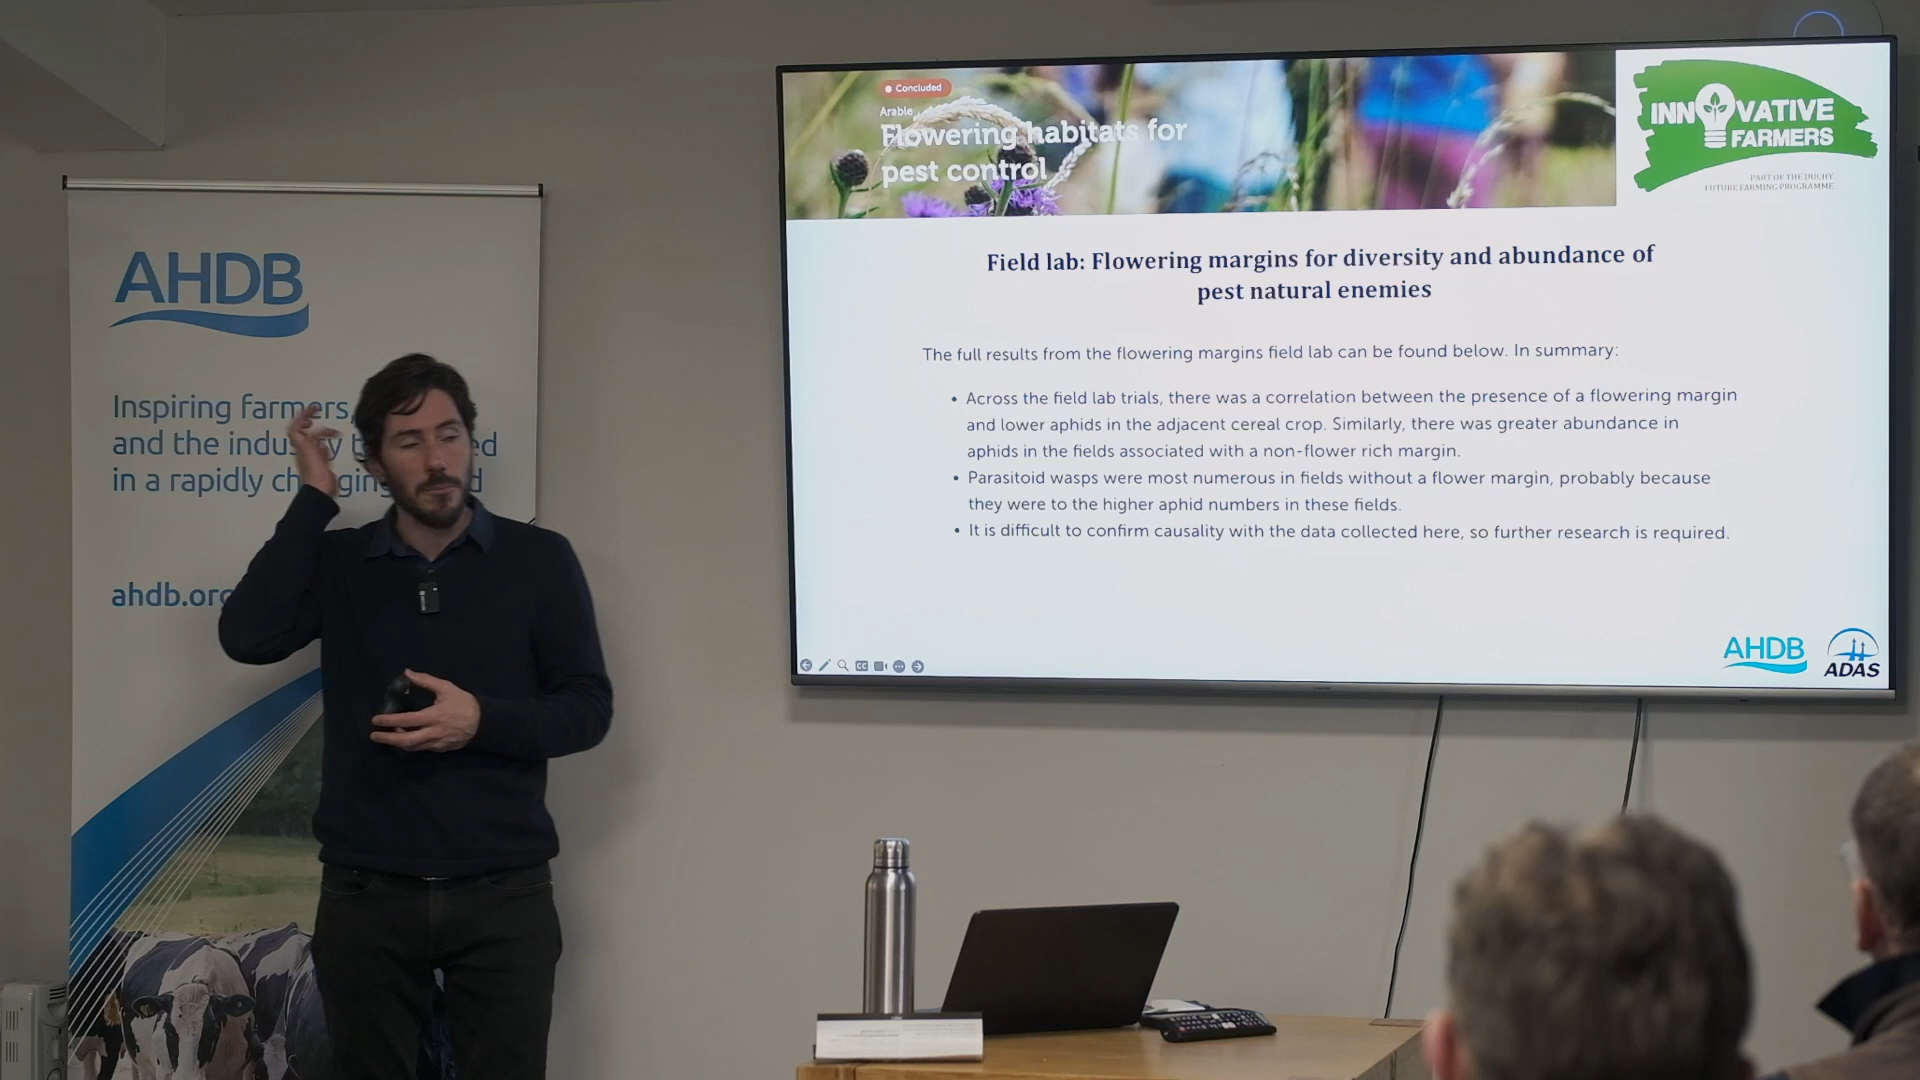 AHDB
Inspiring farmers,
and the indus ed
in a rapidly ch ging d
ahdb.org
Concluded
Arable
Flowering habitats for
pest control
INNOVATIVE
FARMERS
PART OF THE DUCHY
FUTURE FARMING PROGRAMME
Field lab: Flowering margins for diversity and abundance of
pest natural enemies
The full results from the flowering margins field lab can be found below. In summary:
• Across the field lab trials, there was a correlation between the presence of a flowering margin
and lower aphids in the adjacent cereal crop. Similarly, there was greater abundance in
aphids in the fields associated with a non-flower rich margin.
• Parasitoid wasps were most numerous in fields without a flower margin, probably because
they were to the higher aphid numbers in these fields.
• It is difficult to confirm causality with the data collected here, so further research is required.
CC
AHDB
ADAS